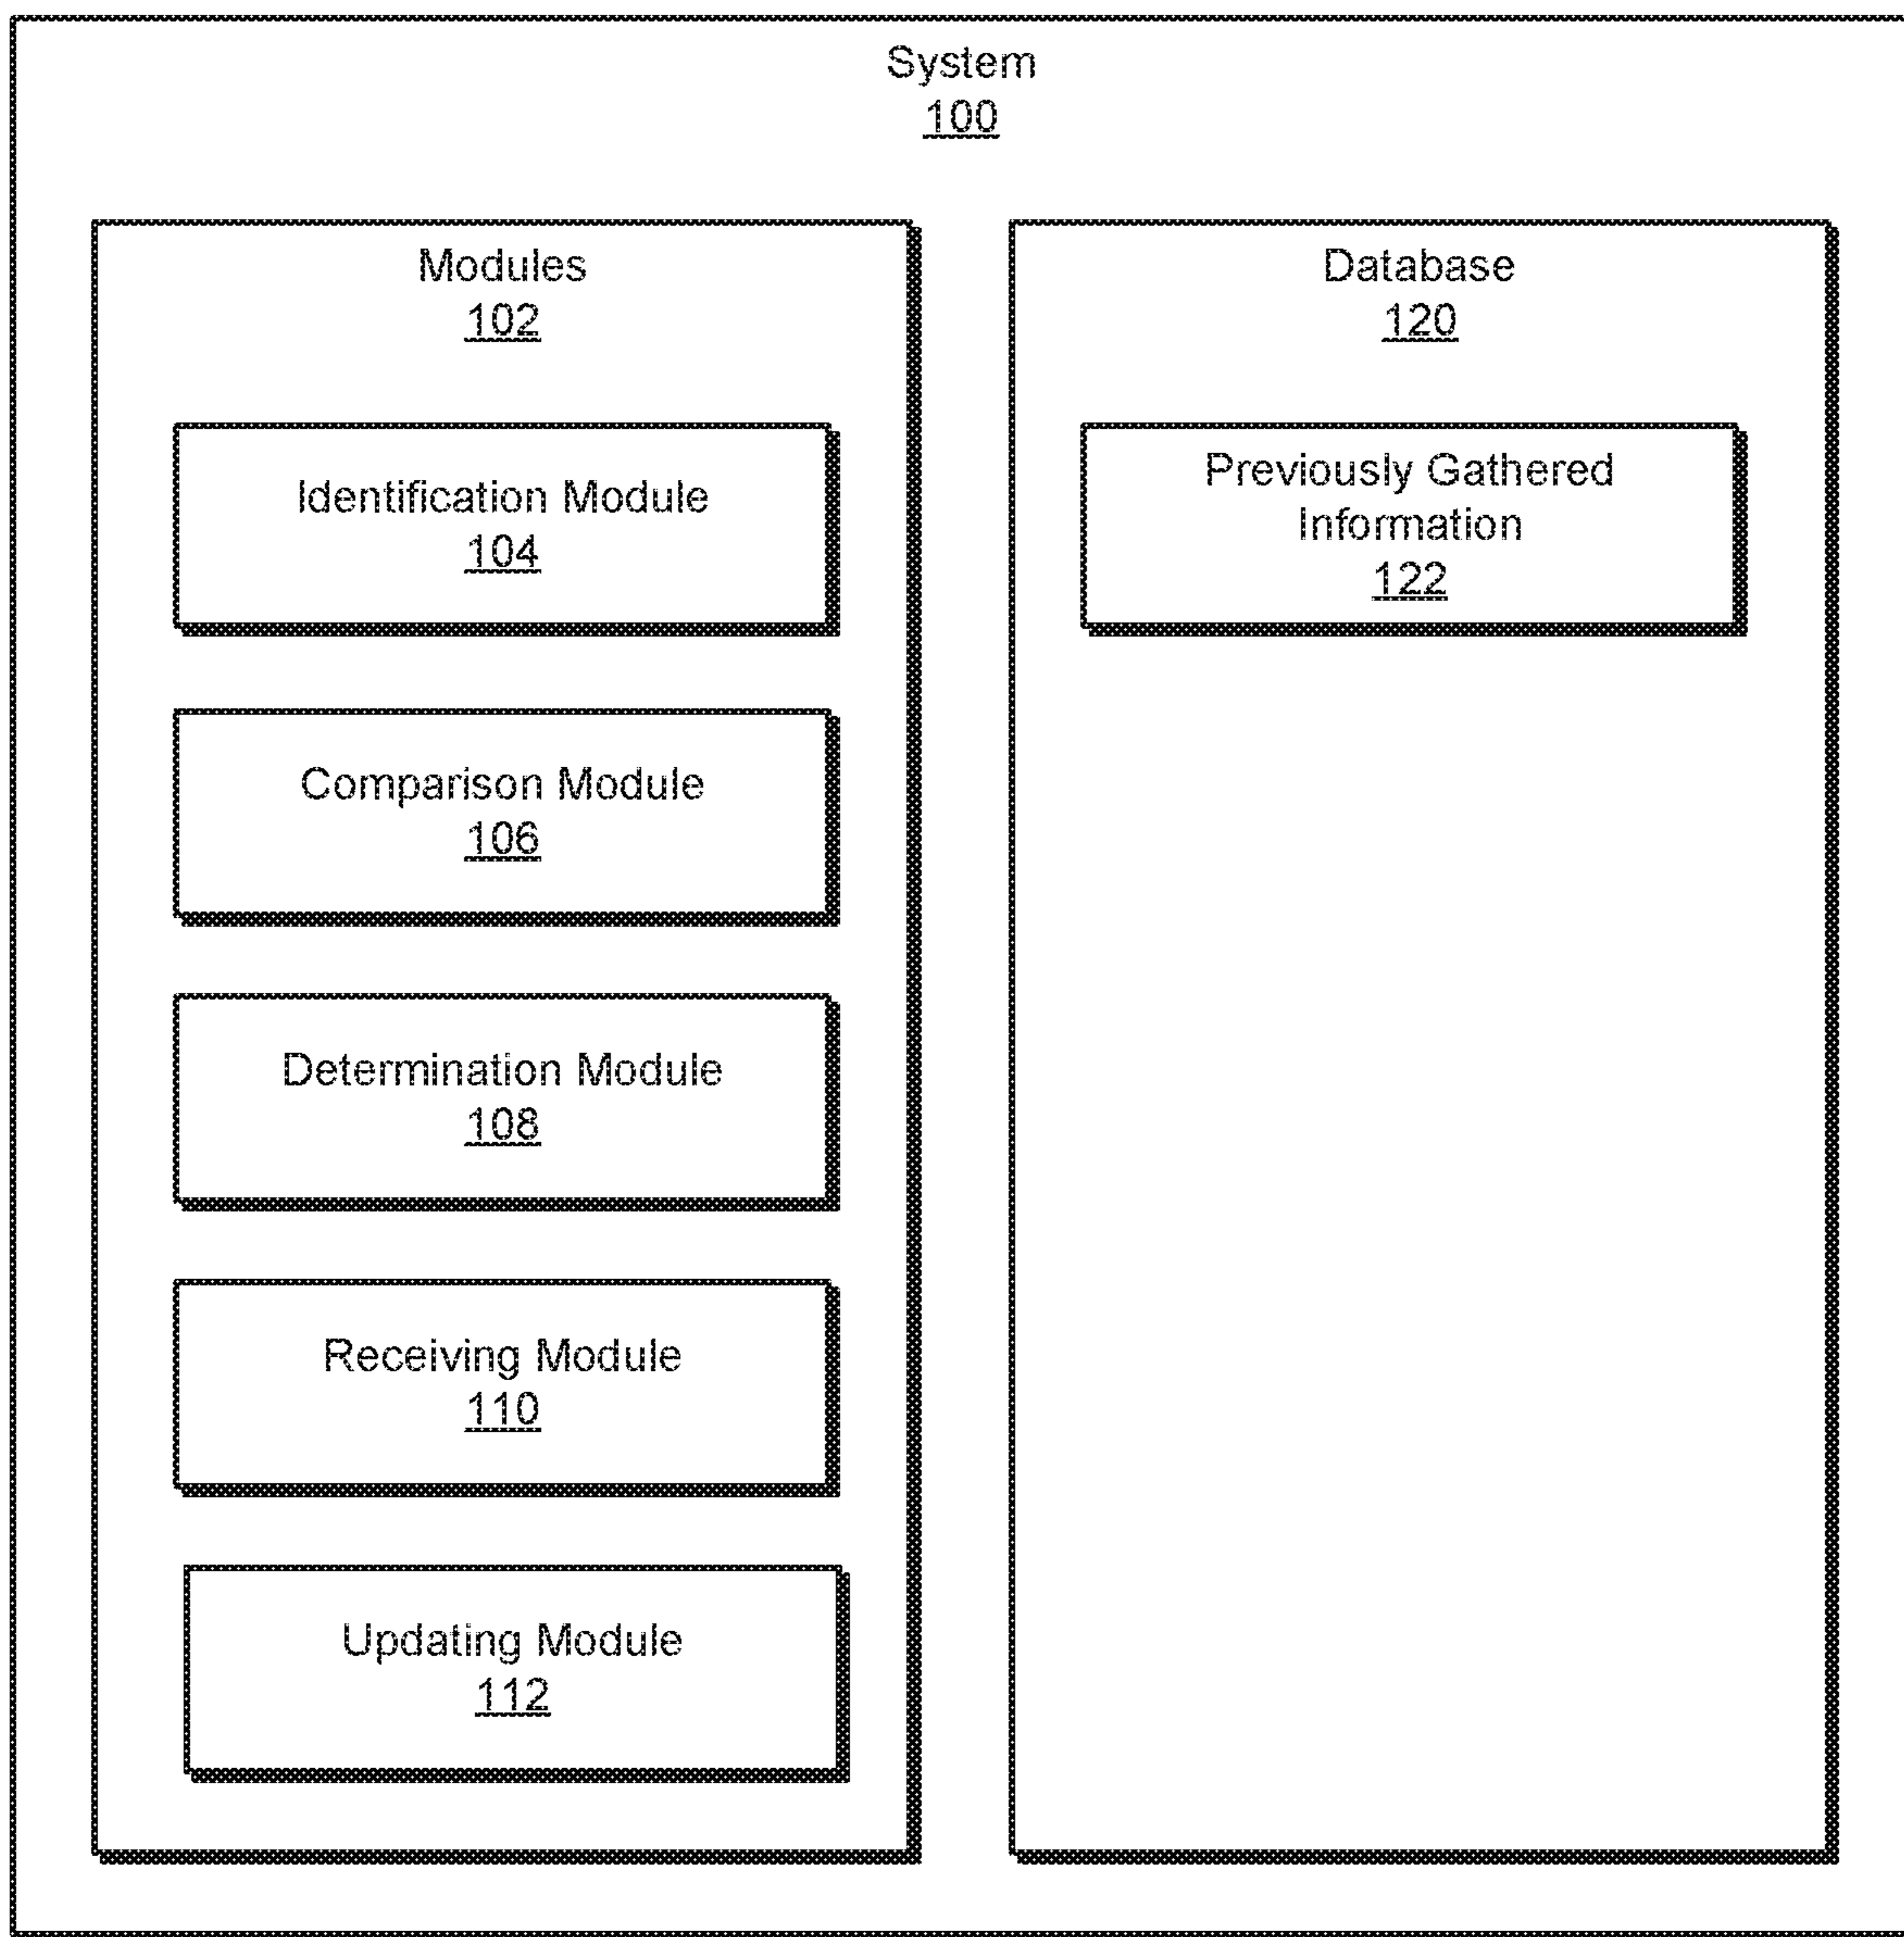 System
100
Modules
102
Identification Module
104
Comparison Module
106
Determination Module
108
Receiving Module
110
Updating Module
112
Database
120
Previously Gathered
Information
122